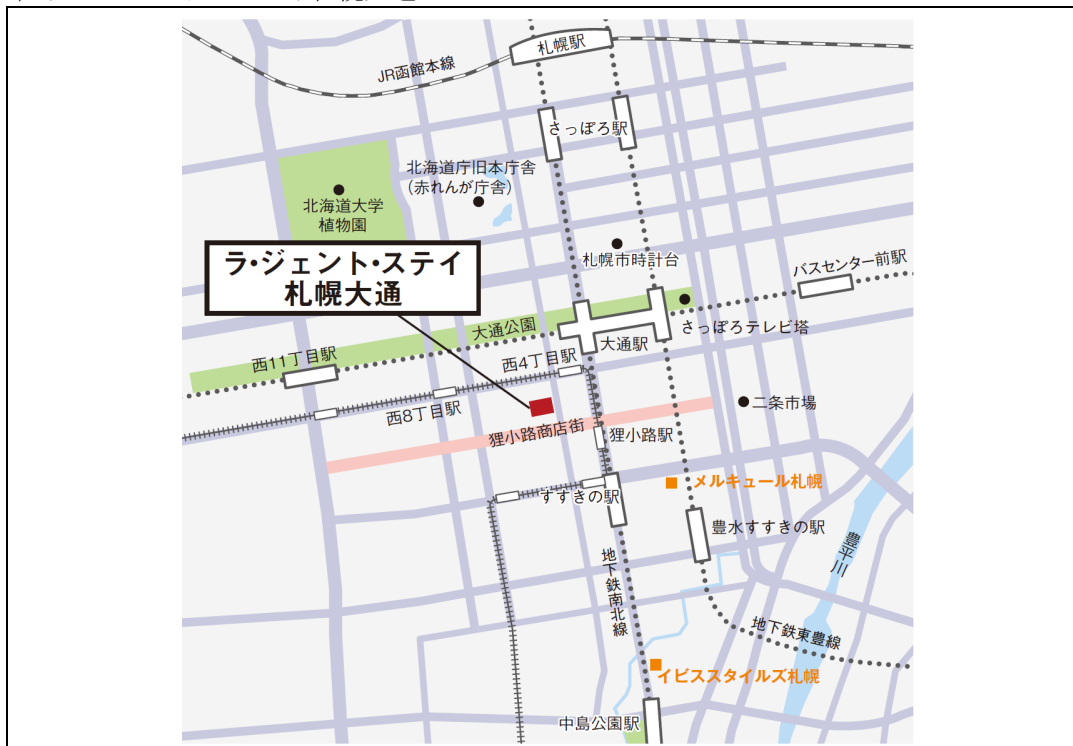 札幌駅
JR函館本線
さっぽろ駅
北海道庁旧本庁舎
（赤れんが庁舎）
北海道大学
植物園
ラ・ジェント・ステイ
札幌大通
札幌市時計台
バスセンター前駅
大通公園
さっぽろテレビ塔
大通駅
西11丁目駅
西4丁目駅
西8丁目駅
二条市場
狸小路商店街
狸小路駅
メルキュール札幌
すすきの駅
豊水すすきの駅
豊平川
地下鉄南北線
地下鉄東豊線
イビススタイルズ札幌
中島公園駅